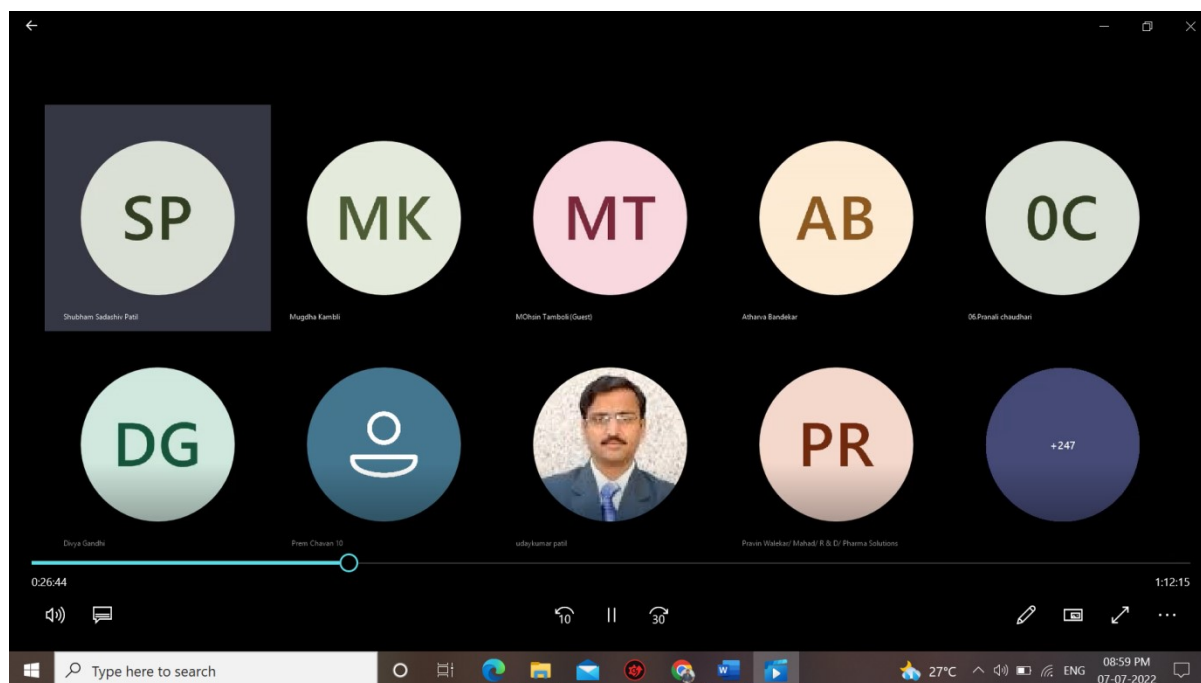 SP
MK
MT
AB
0C
Shubham Sadashiv Patil
Mugdha Kambli
MOhsin Tamboli (Guest)
Atharva Bandekar
06.Pranali chaudhari
DG
PR
+247
Divya Gandhi
Prem Chavan 10
udaykumar patil
Pravin Walekar/ Mahad/ R & D/ Pharma Solutions
0:26:44
1:12:15
10
30
Type here to search
27°C
ENG
08:59 PM
07-07-2022